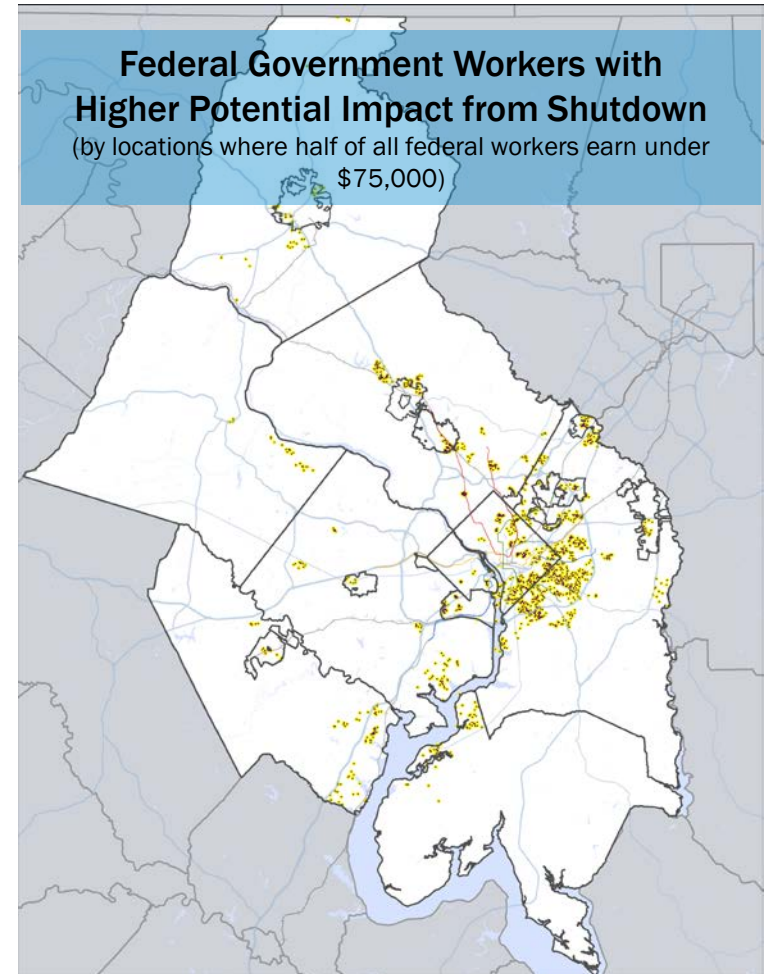 Federal Government Workers with
Higher Potential Impact from Shutdown
(by locations where half of all federal workers earn under
$75,000)